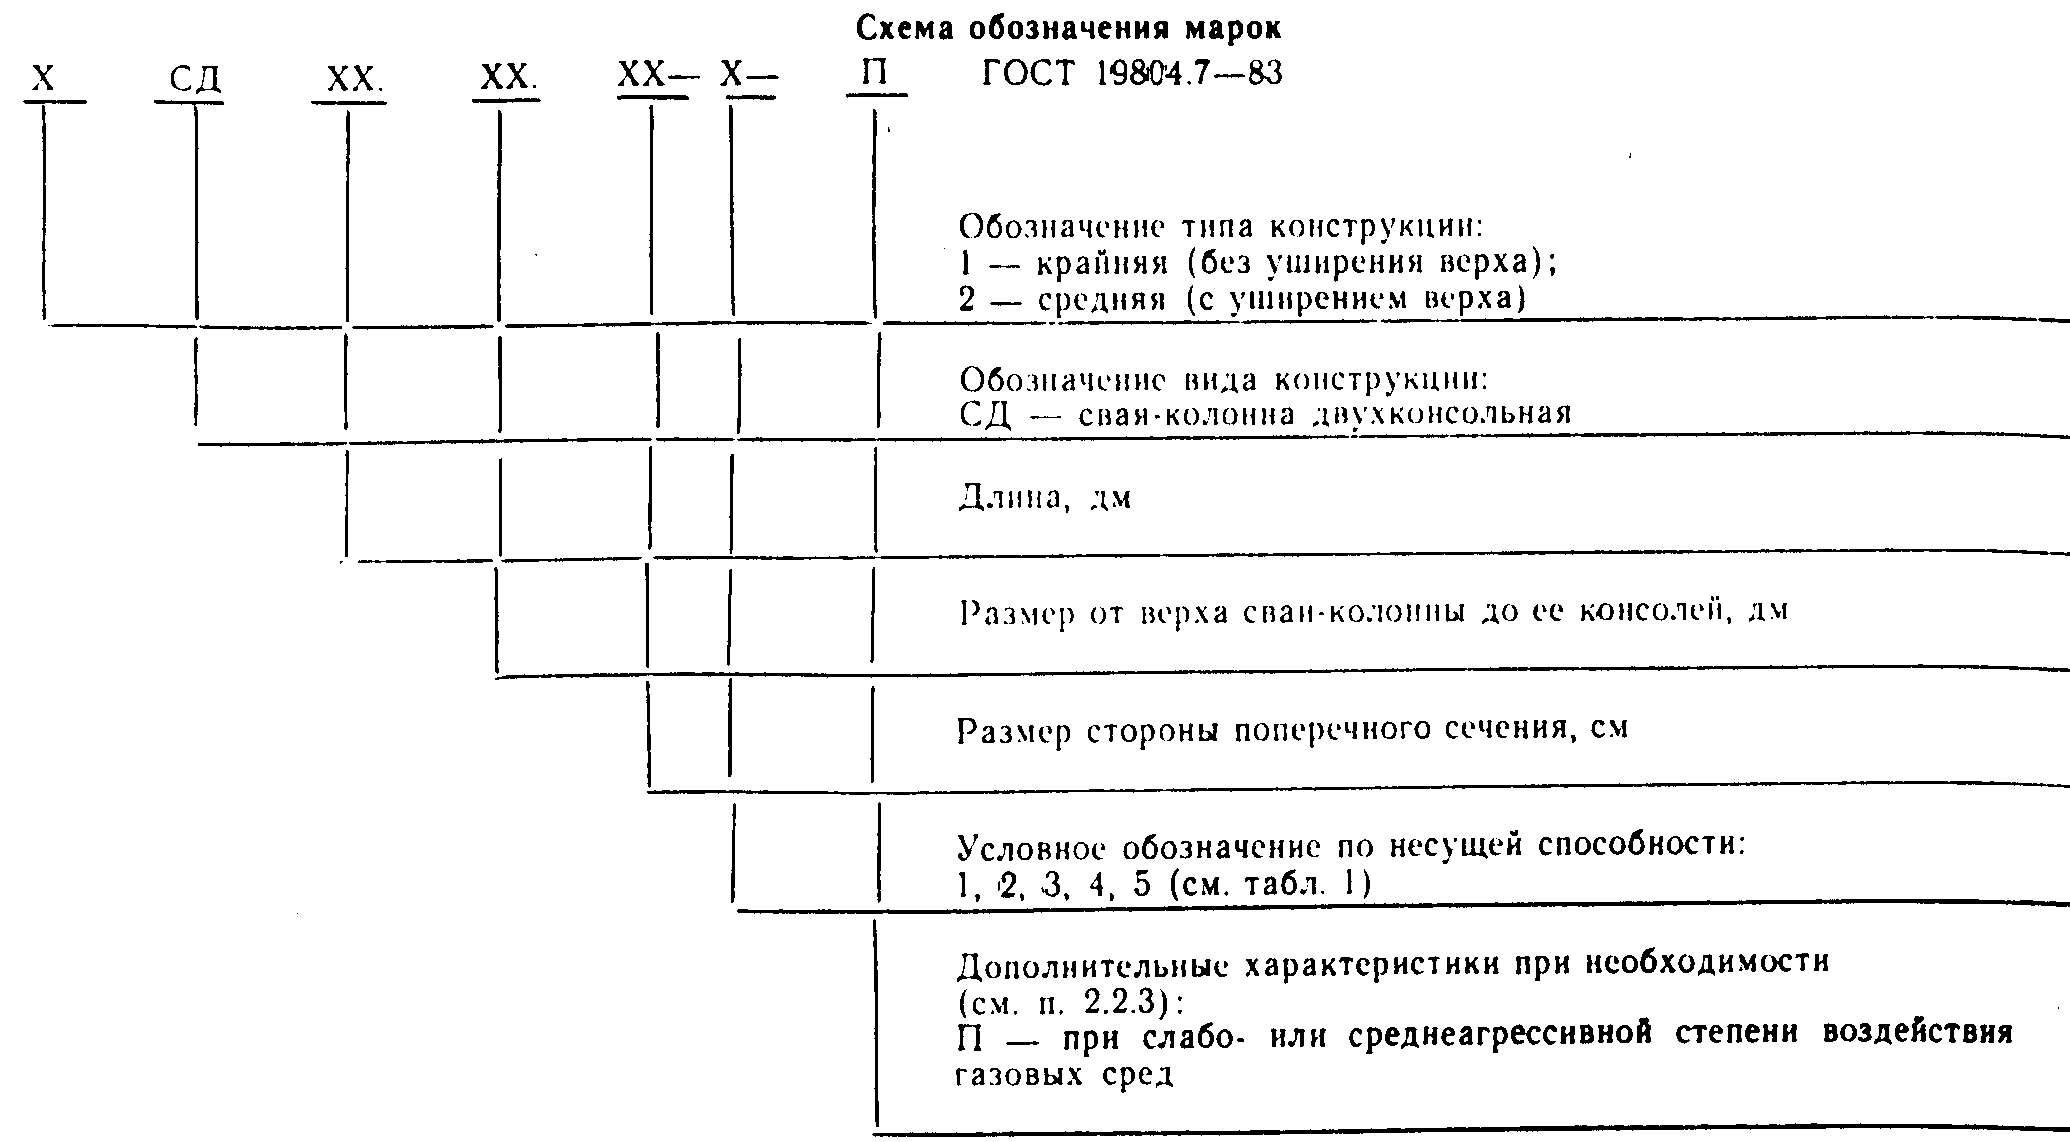 Схема обозначения марок
Х СД ХХ. ХХ. ХХ— Х— П ГОСТ 19804.7—83
Обозначение типа конструкции:
1 — крайняя (без уширения верха);
2 — средняя (с уширением верха)
Обозначение вида конструкции:
СД — свая-колонна двухконсольная
Длина, дм
Размер от верха сваи-колонны до ее консолей, дм
Размер стороны поперечного сечения, см
Условное обозначение по несущей способности:
1, 2, 3, 4, 5 (см. табл. 1)
Дополнительные характеристики при необходимости
(см. п. 2.2.3):
П — при слабо- или среднеагрессивной степени воздействия
газовых сред